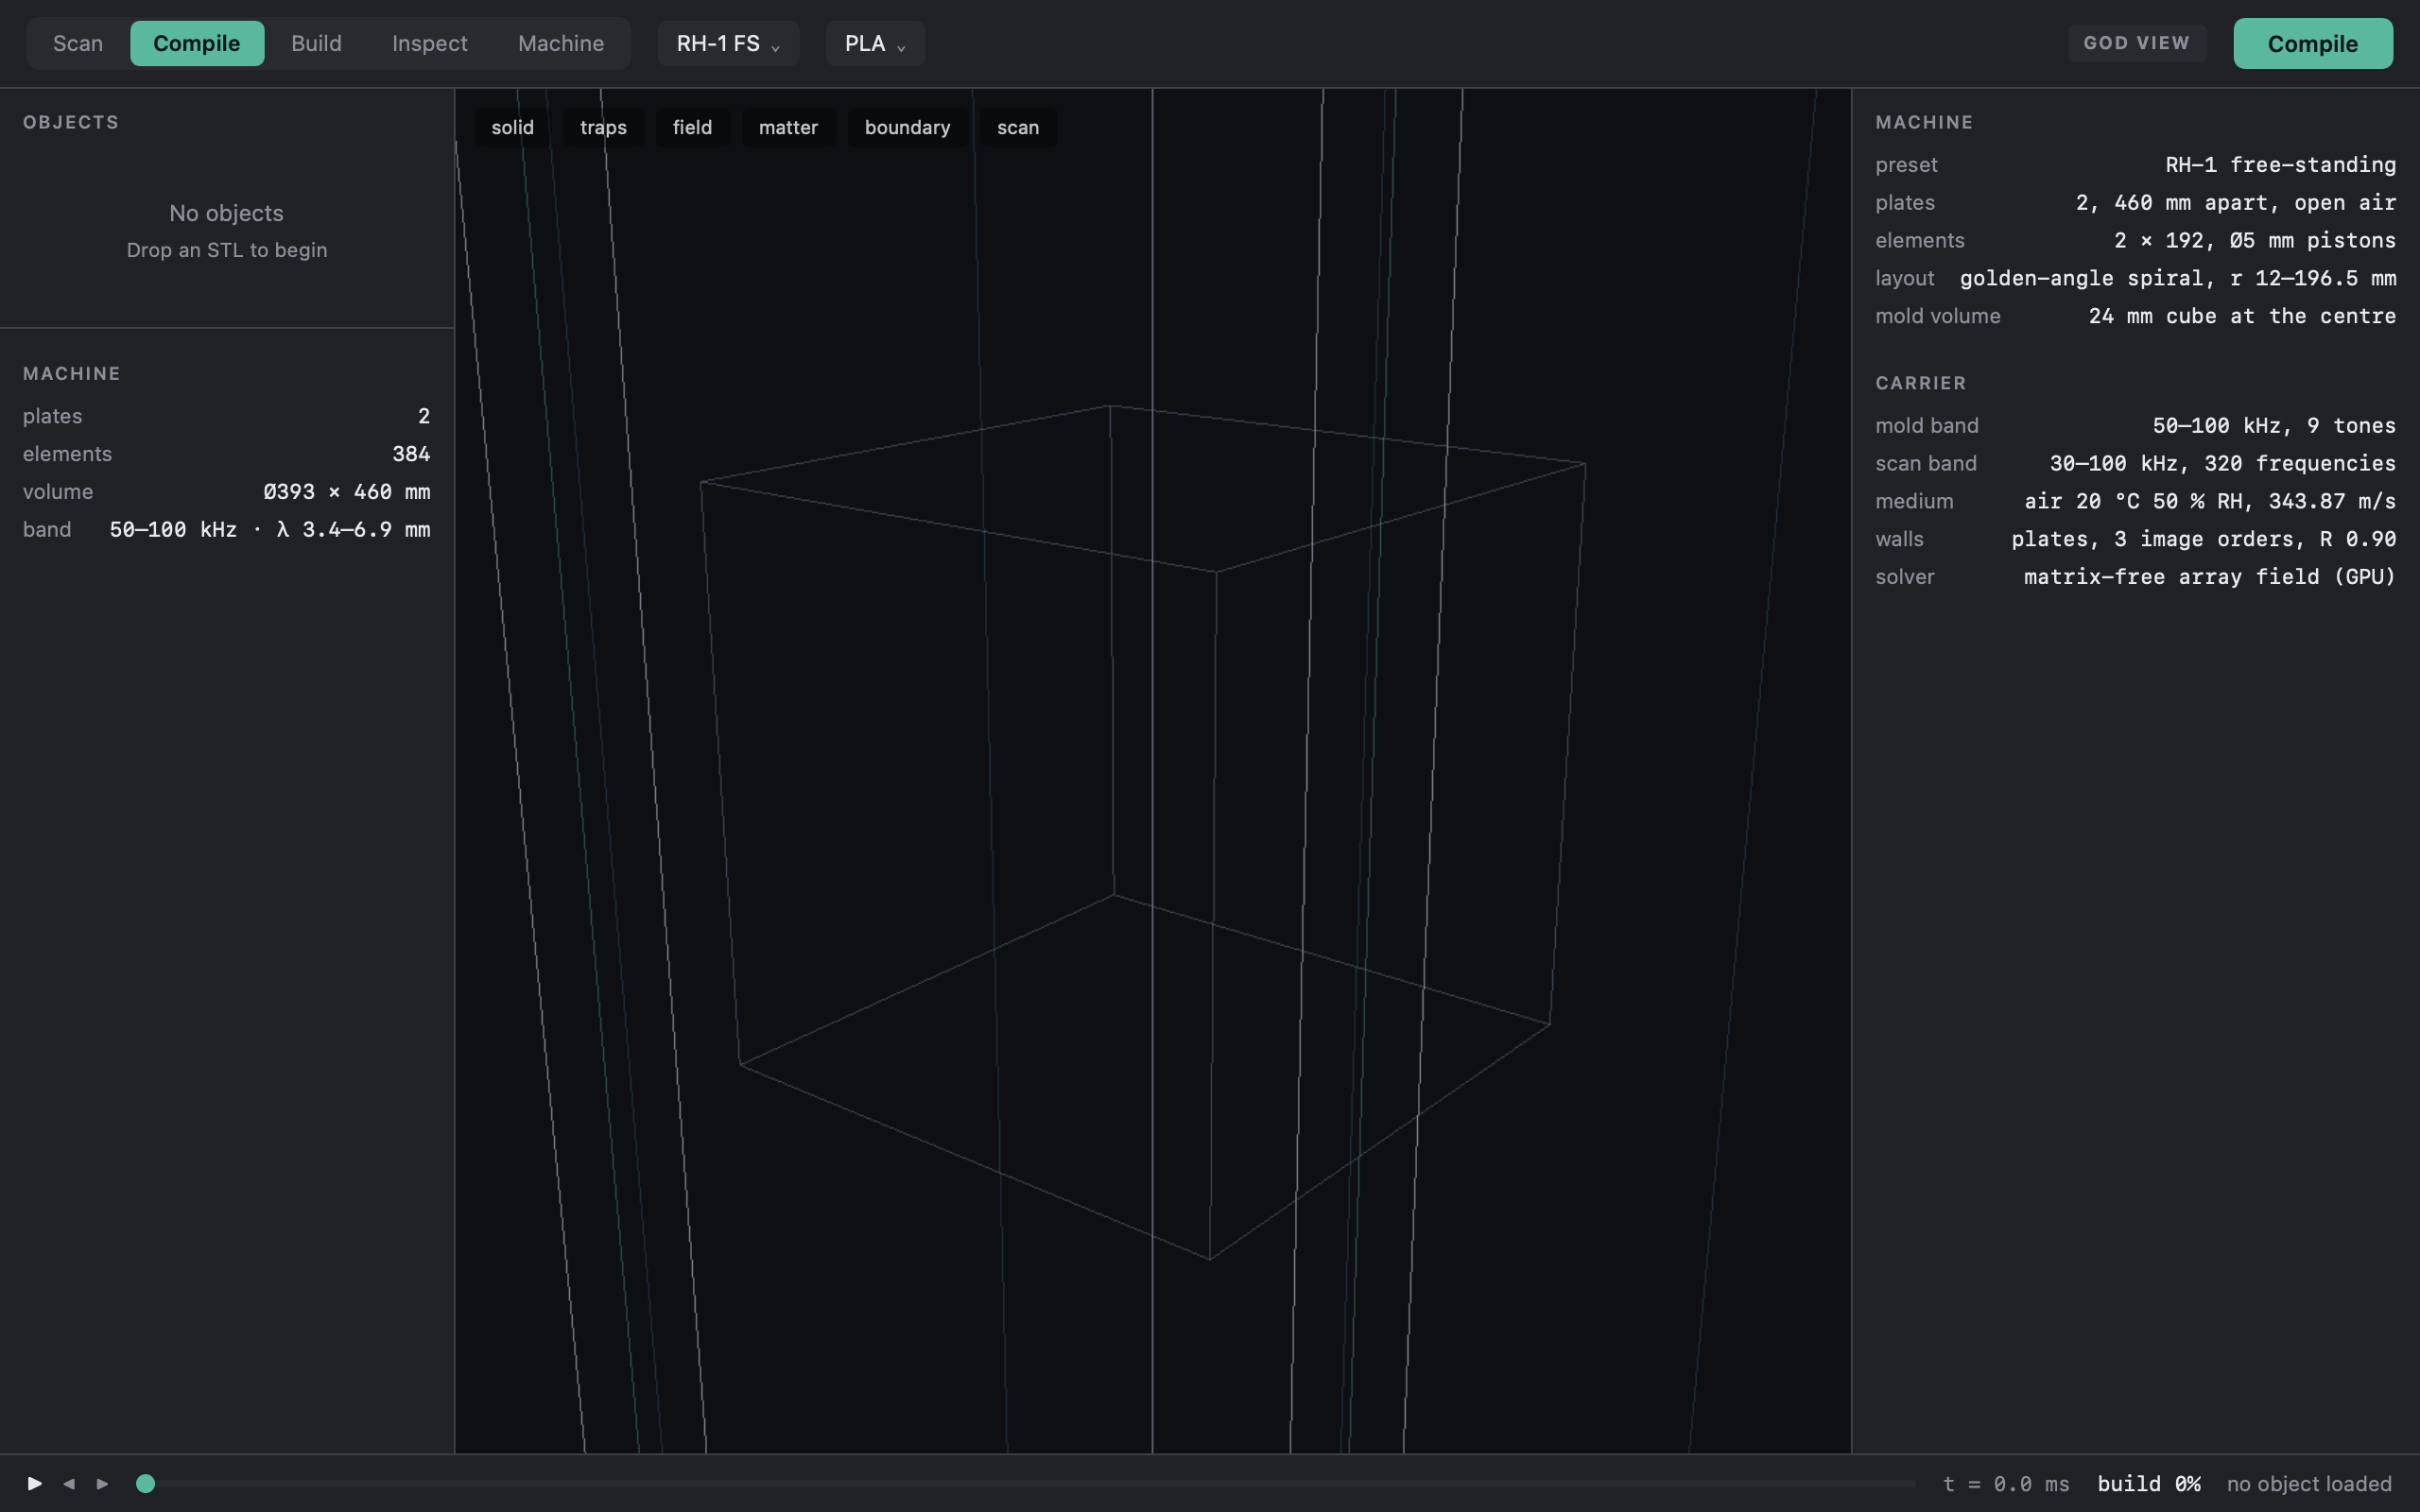 Scan Compile Build Inspect Machine RH-1 FS PLA GOD VIEW Compile
OBJECTS
No objects
Drop an STL to begin
MACHINE
plates 2
elements 384
volume Ø393 × 460 mm
band 50–100 kHz · λ 3.4–6.9 mm
solid traps field matter boundary scan
MACHINE
preset RH-1 free-standing
plates 2, 460 mm apart, open air
elements 2 × 192, Ø5 mm pistons
layout golden-angle spiral, r 12–196.5 mm
mold volume 24 mm cube at the centre
CARRIER
mold band 50–100 kHz, 9 tones
scan band 30–100 kHz, 320 frequencies
medium air 20 °C 50 % RH, 343.87 m/s
walls plates, 3 image orders, R 0.90
solver matrix-free array field (GPU)
t = 0.0 ms build 0% no object loaded